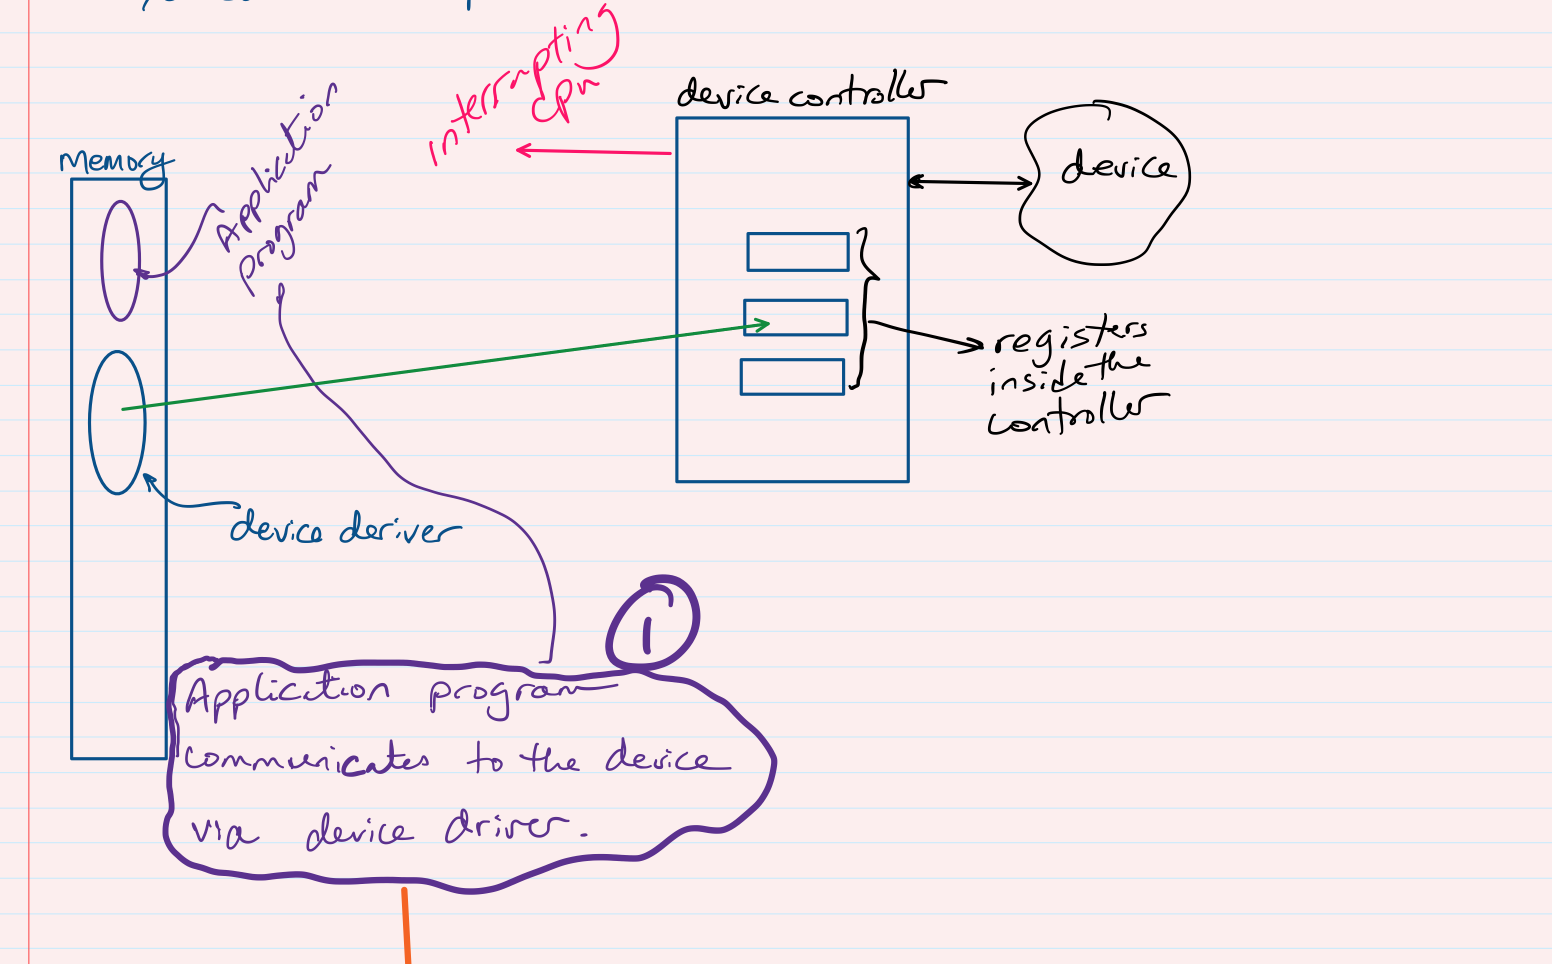 Interrupting
cpu
device controller
device
Memory
Application
program
registers
inside the
controller
device deriver
1
Application program
communicates to the device
via device driver.